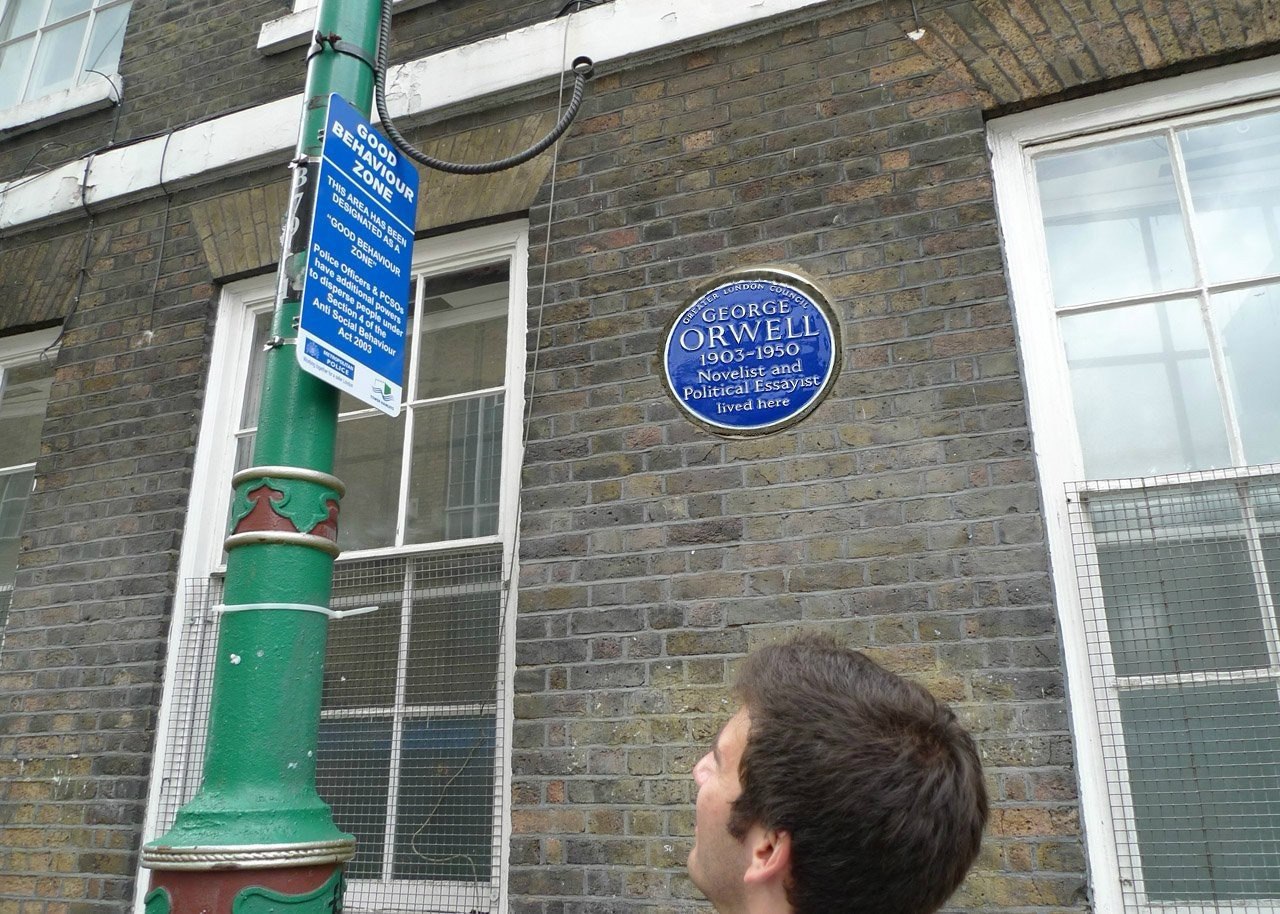 GOOD
BEHAVIOUR
ZONE
THIS AREA HAS BEEN
DESIGNATED AS A
"GOOD BEHAVIOUR
ZONE"
Police Officers & PCSOs
have additional powers
to disperse people under
Section 4 of the
Anti Social Behaviour
Act 2003
METROPOLITAN
POLICE
GREATER LONDON COUNCIL
GEORGE
ORWELL
1903-1950
Novelist and
Political Essayist
lived here